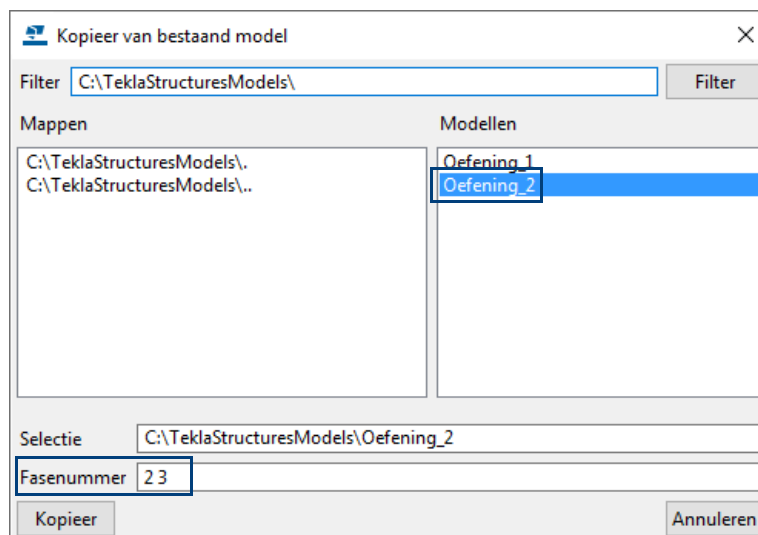 Kopieer van bestaand model
Filter C:\TeklaStructuresModels\ Filter
Mappen Modellen
C:\TeklaStructuresModels\. Oefening_1
C:\TeklaStructuresModels\.. Oefening_2
Selectie C:\TeklaStructuresModels\Oefening_2
Fasenummer 2 3
Kopieer Annuleren